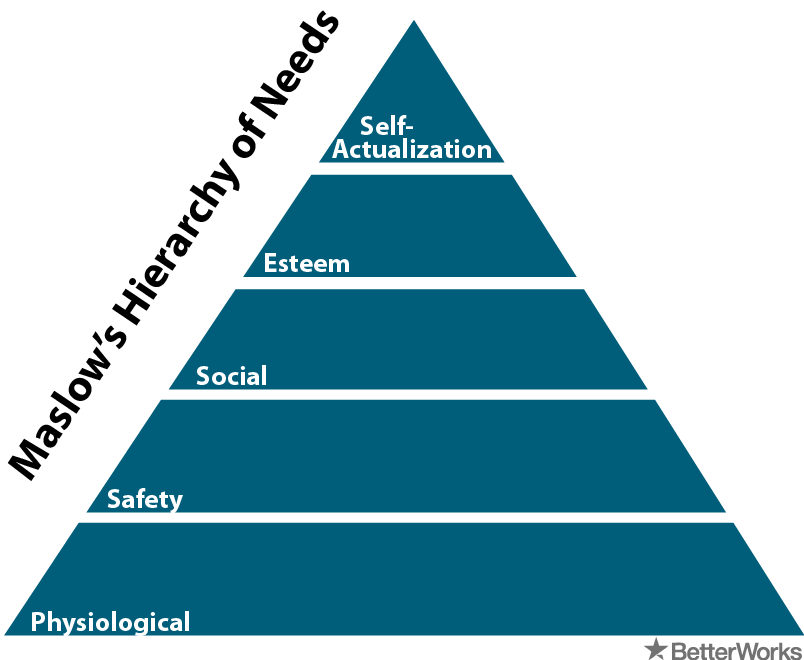 Maslow's Hierarchy of Needs
Self-
Actualization
Esteem
Social
Safety
Physiological
BetterWorks